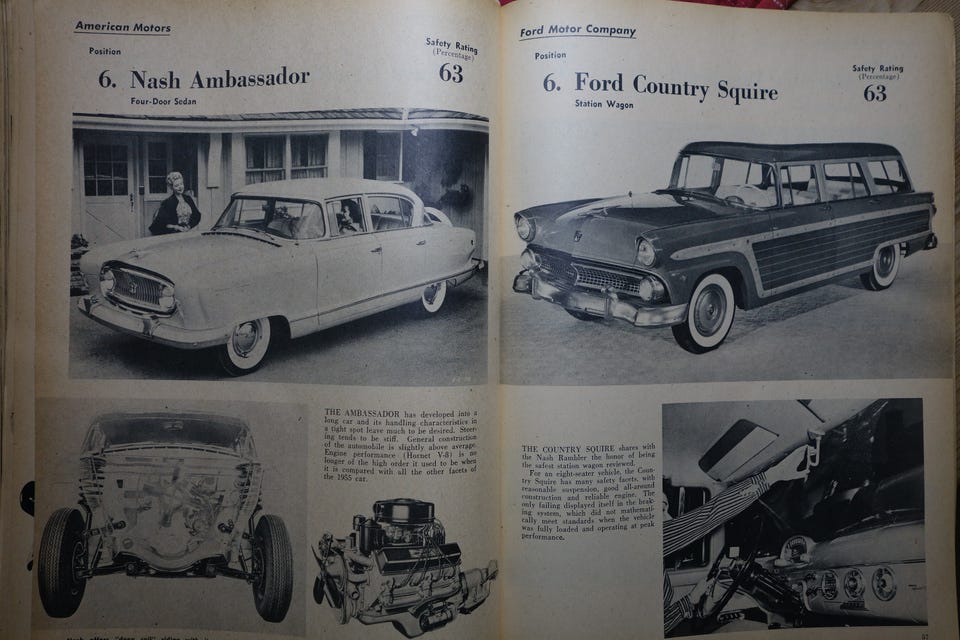 American Motors
Position
Safety Rating
(Percentage)
6. Nash Ambassador
63
Four-Door Sedan
THE AMBASSADOR has developed into a
long car and its handling characteristics in
a tight spot leave much to be desired. Steer-
ing tends to be stiff. General construction
of the automobile is slightly above average.
Engine performance (Hornet V-8) is no
longer of the high order it used to be when
it is compared with all the other facets of
the 1955 car.
Nash offers "deep coil" riding with
Ford Motor Company
Position
Safety Rating
(Percentage)
6. Ford Country Squire
63
Station Wagon
THE COUNTRY SQUIRE shares with
the Nash Rambler the honor of being
the safest station wagon reviewed.
For an eight-seater vehicle, the Coun-
try Squire has many safety facets, with
reasonable suspension, good all-around
construction and reliable engine. The
only failing displayed itself in the brak-
ing system, which did not mathemati-
cally meet standards when the vehicle
was fully loaded and operating at peak
performance.